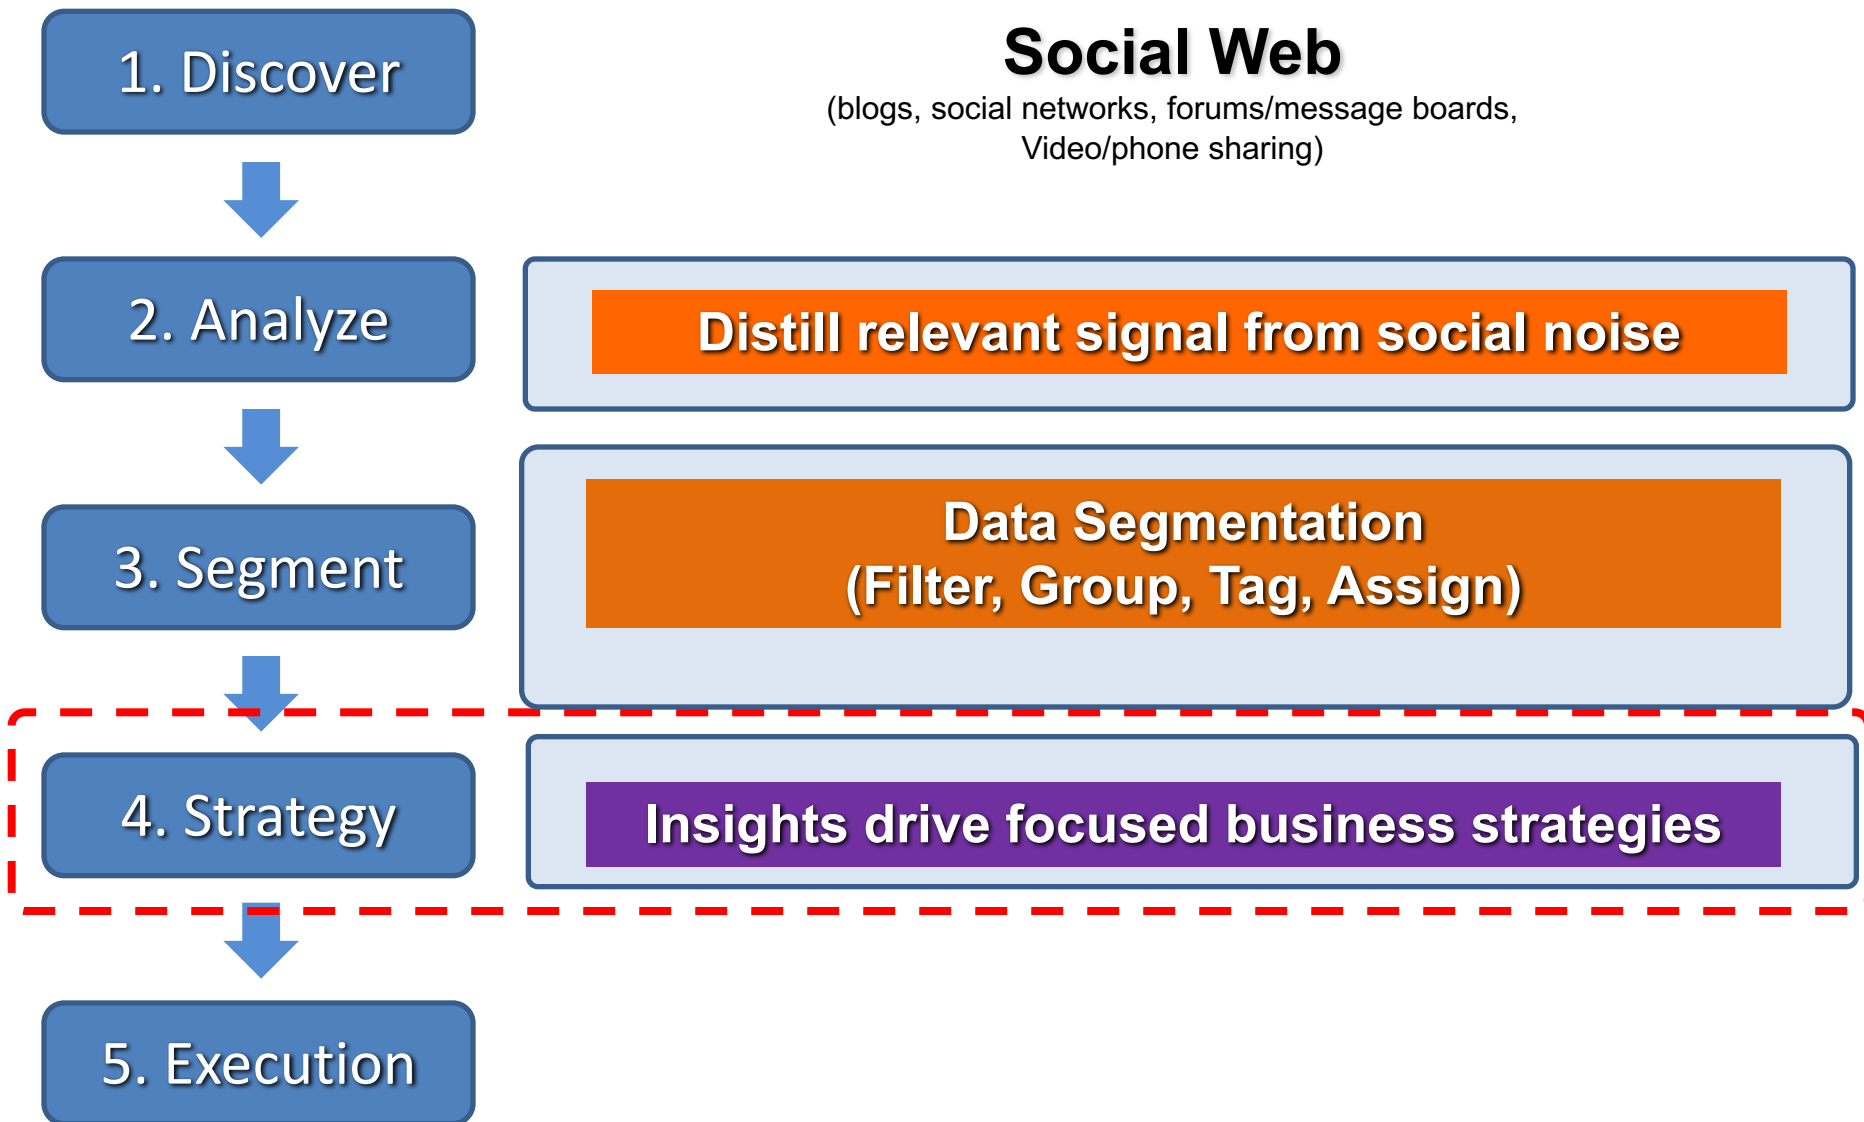 1. Discover
Social Web
(blogs, social networks, forums/message boards,
Video/phone sharing)
2. Analyze
Distill relevant signal from social noise
3. Segment
Data Segmentation
(Filter, Group, Tag, Assign)
4. Strategy
Insights drive focused business strategies
5. Execution